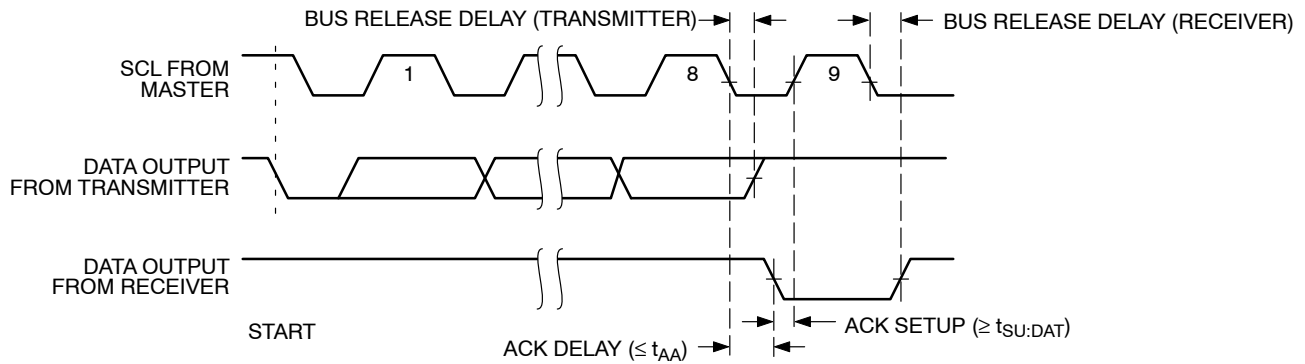 BUS RELEASE DELAY (TRANSMITTER)
BUS RELEASE DELAY (RECEIVER)
SCL FROM
MASTER
1
8
9
DATA OUTPUT
FROM TRANSMITTER
DATA OUTPUT
FROM RECEIVER
START
ACK SETUP (≥ tSU:DAT)
ACK DELAY (≤ tAA)